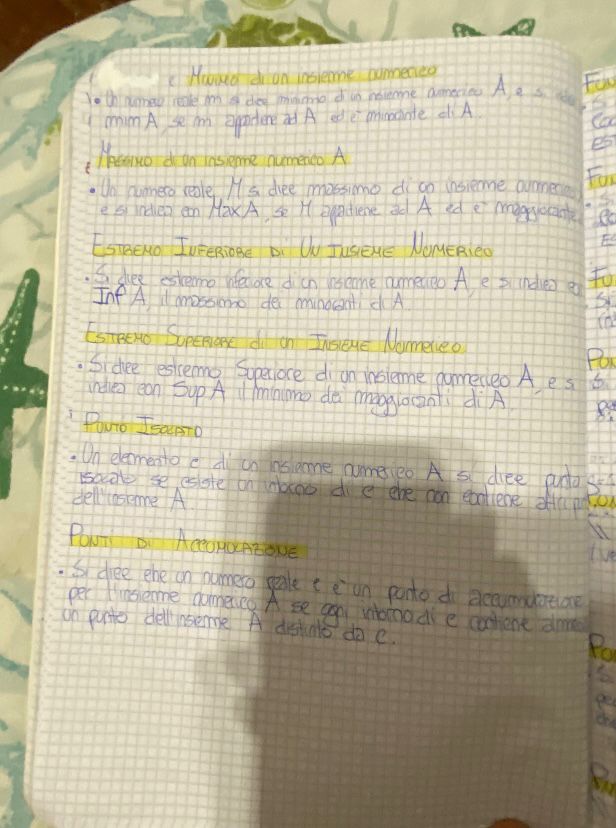 Minimo di un insieme numerico
• Un numero reale m si dice minimo di un insieme numerico A e s
minim A, se m appartiene ad A ed è minorante di A.
Massimo di un insieme numerico A
• Un numero reale M si dice massimo di un insieme numerico
e si indica con Max A, se M appartiene ad A ed è maggiorante
ESTREMO INFERIORE DI UN INSIEME NUMERICO
• Si dice estremo inferiore di un insieme numerico A, e si indica co
Inf A, il massimo dei minoranti di A
ESTREMO SUPERIORE di un INSIEME Numerico
• Si dice estremo Superiore di un insieme numerico A, e s
indica con Sup A il minimo dei maggioranti di A
PUNTO ISOLATO
• Un elemento c di un insieme numerico A si dice punto
isolato se esiste un intorno di c che non contiene altri pu
dell'insieme A
PUNTI DI ACCUMULAZIONE
• Si dice che un numero reale c è un punto di accumulazione
per l'insieme numerico A se ogni intorno di c contiene almeno
un punto dell'insieme A distinto da c.